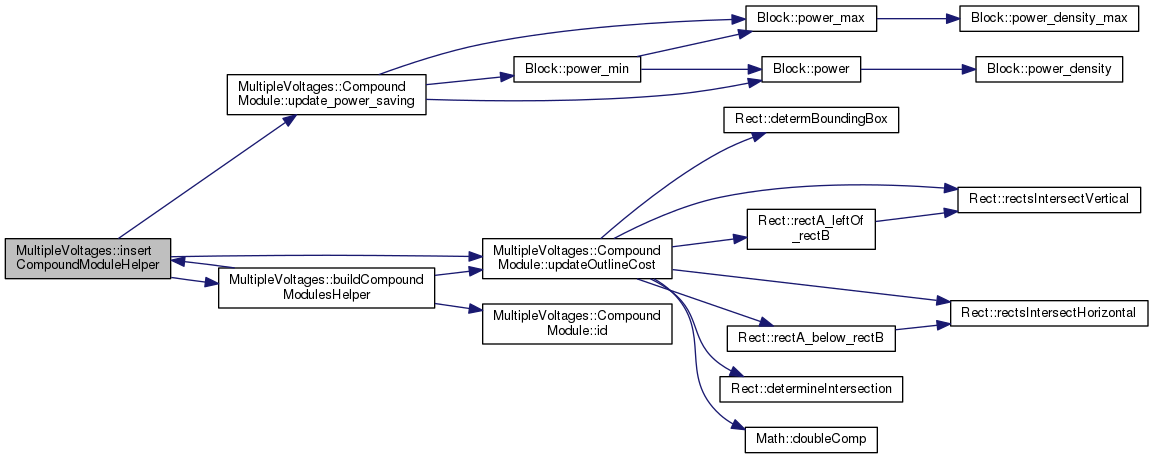 MultipleVoltages::insert
CompoundModuleHelper
MultipleVoltages::Compound
Module::update_power_saving
MultipleVoltages::buildCompound
ModulesHelper
Block::power_min
Block::power_max
Block::power_density_max
Block::power
Block::power_density
MultipleVoltages::Compound
Module::updateOutlineCost
MultipleVoltages::Compound
Module::id
Rect::determBoundingBox
Rect::rectA_leftOf
_rectB
Rect::rectsIntersectVertical
Rect::rectA_below_rectB
Rect::rectsIntersectHorizontal
Rect::determineIntersection
Math::doubleComp